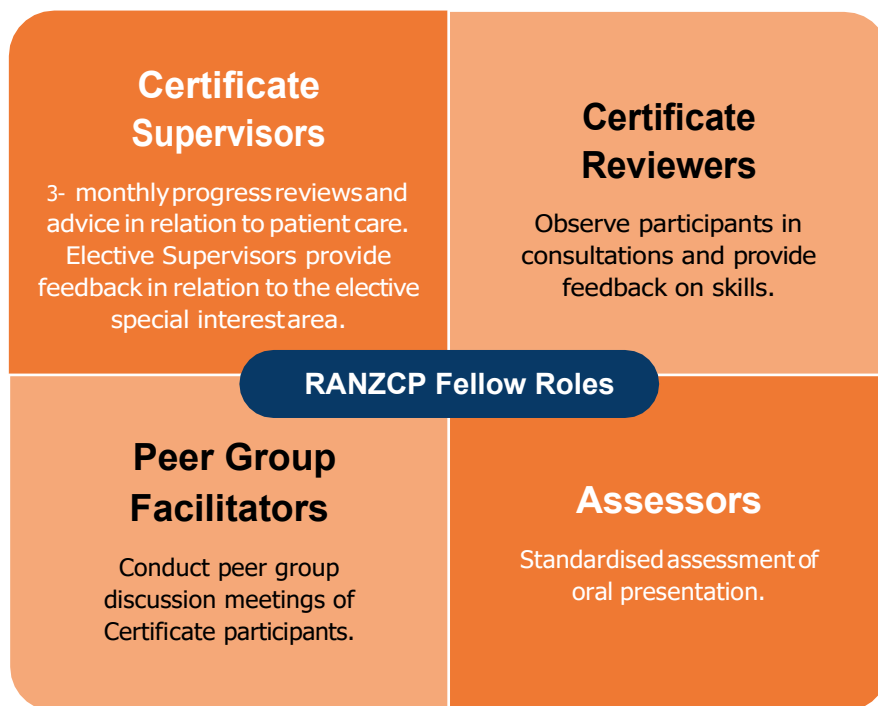 Certificate
Supervisors
3- monthly progress reviews and
advice in relation to patient care.
Elective Supervisors provide
feedback in relation to the elective
special interest area.
Certificate
Reviewers
Observe participants in
consultations and provide
feedback on skills.
RANZCP Fellow Roles
Peer Group
Facilitators
Conduct peer group
discussion meetings of
Certificate participants.
Assessors
Standardised assessment of
oral presentation.